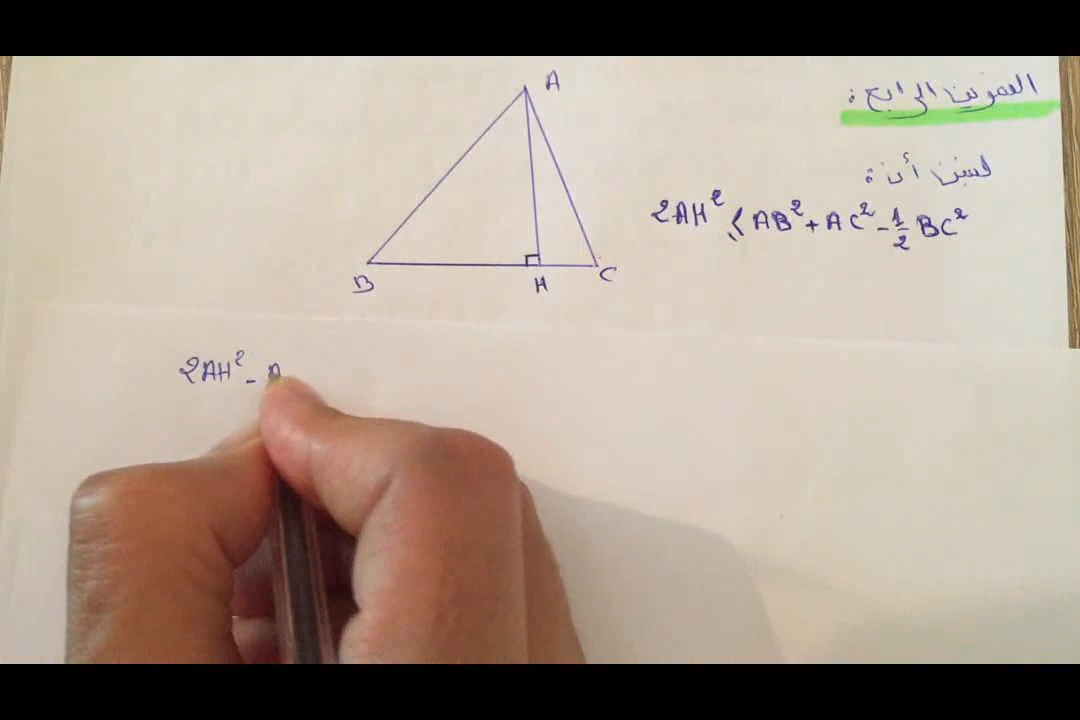 التمرين الرابع :
لنبين أن :
2AH² ≤ AB² + AC² - 1/2 BC²
A
B
H
C
2AH² - A